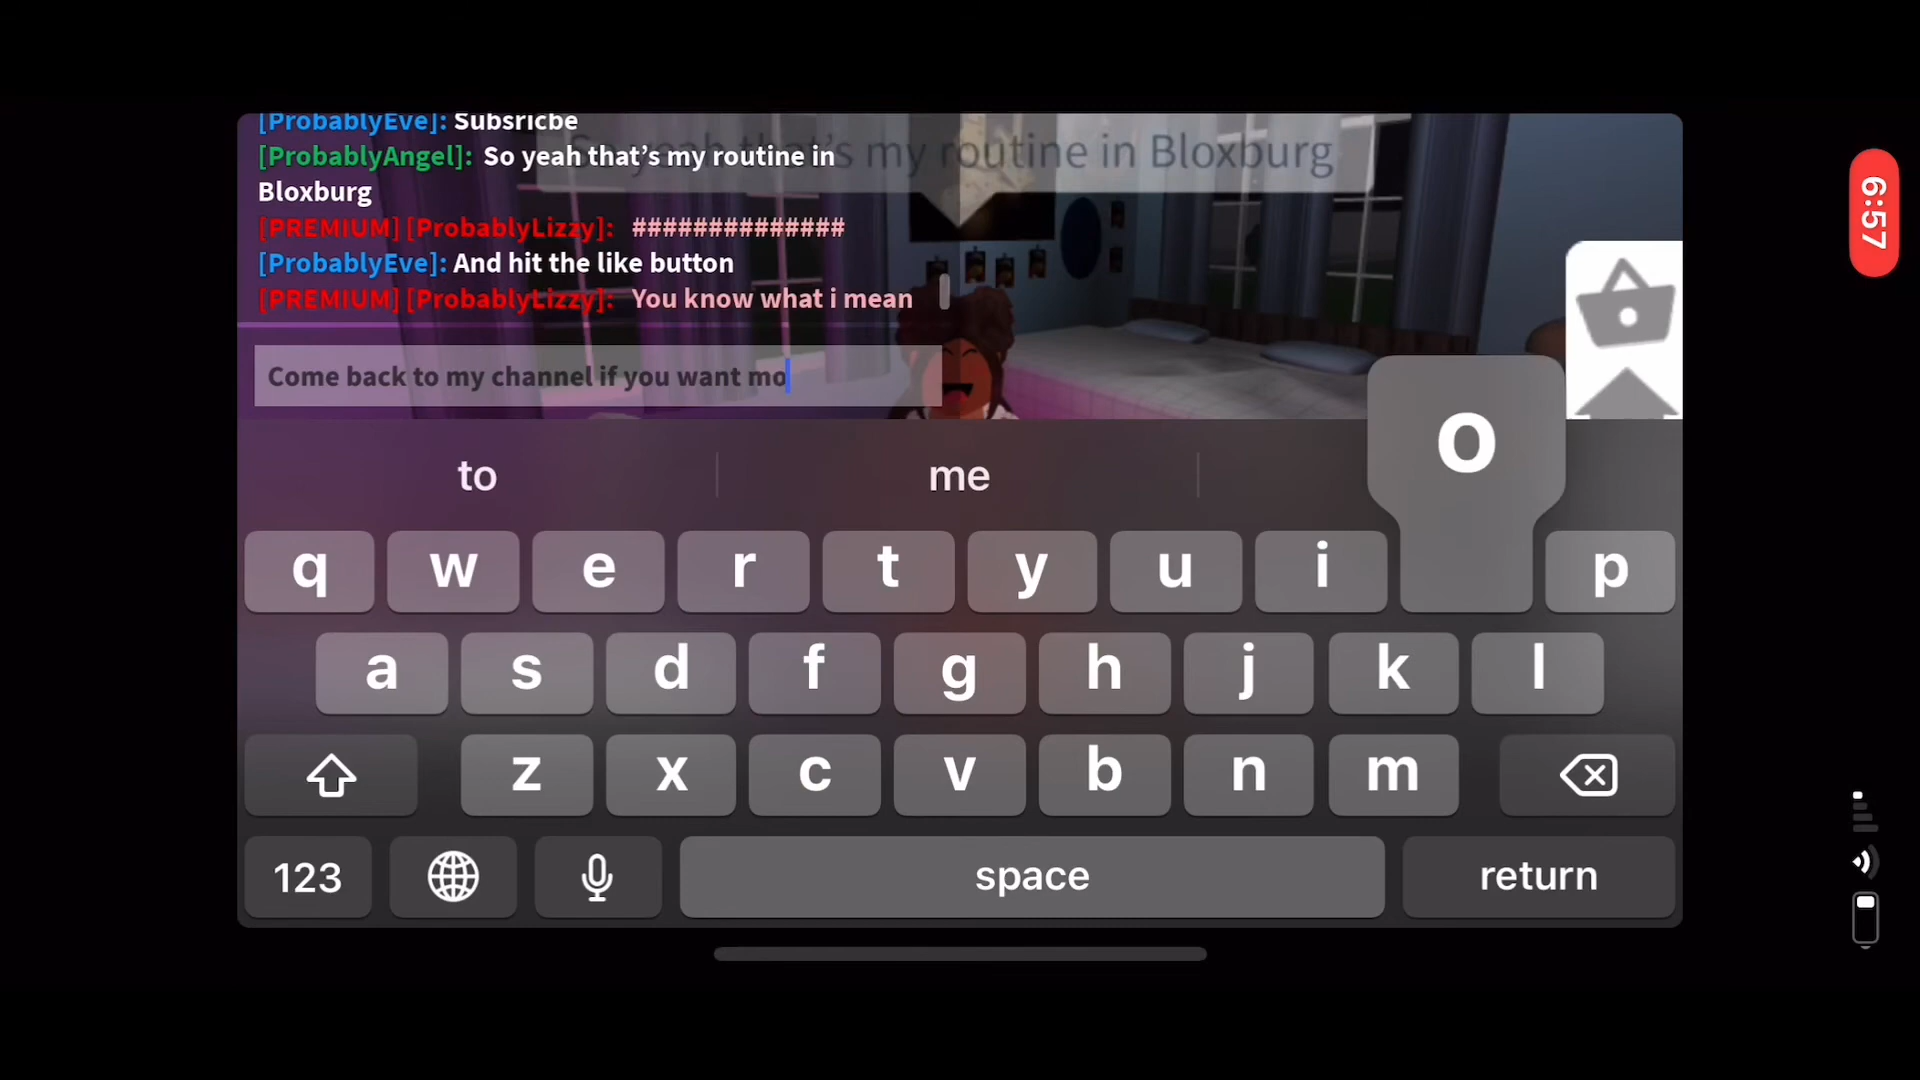 [ProbablyEve]: Subsricbe
[ProbablyAngel]: So yeah that’s my routine in
Bloxburg
[PREMIUM] [ProbablyLizzy]: ##############
[ProbablyEve]: And hit the like button
[PREMIUM] [ProbablyLizzy]: You know what i mean
So yeah that’s my routine in Bloxburg
6:57
Come back to my channel if you want mo
to me
o
q w e r t y u i p
a s d f g h j k l
z x c v b n m
123 space return